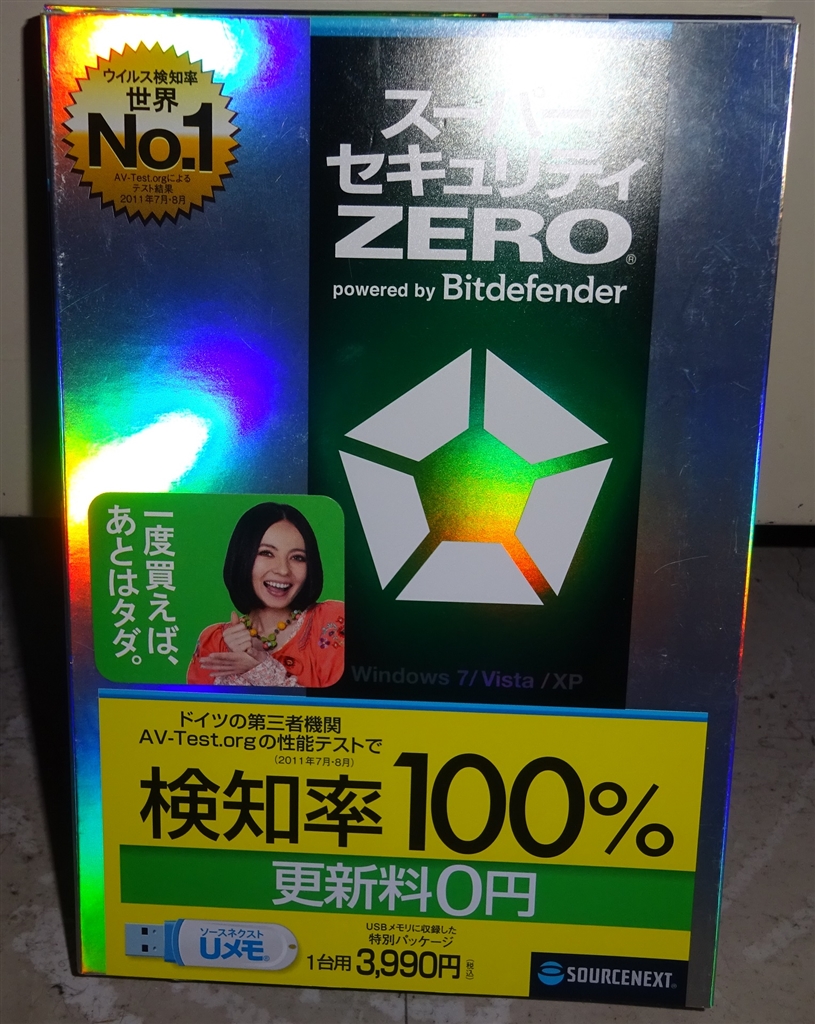 ウイルス検知率
世界
No.1
AV-Test.orgによる
テスト結果
2011年7月-8月
スーパー
セキュリティ
ZERO®
powered by Bitdefender
一度買えば、
あとはタダ。
Windows 7/Vista/XP
ドイツの第三者機関
AV-Test.orgの性能テストで
(2011年7月-8月)
検知率100%
更新料0円
ソースネクスト
Uメモ®
USBメモリに収録した
特別パッケージ
1台用3,990円(税込)
SOURCENEXT®